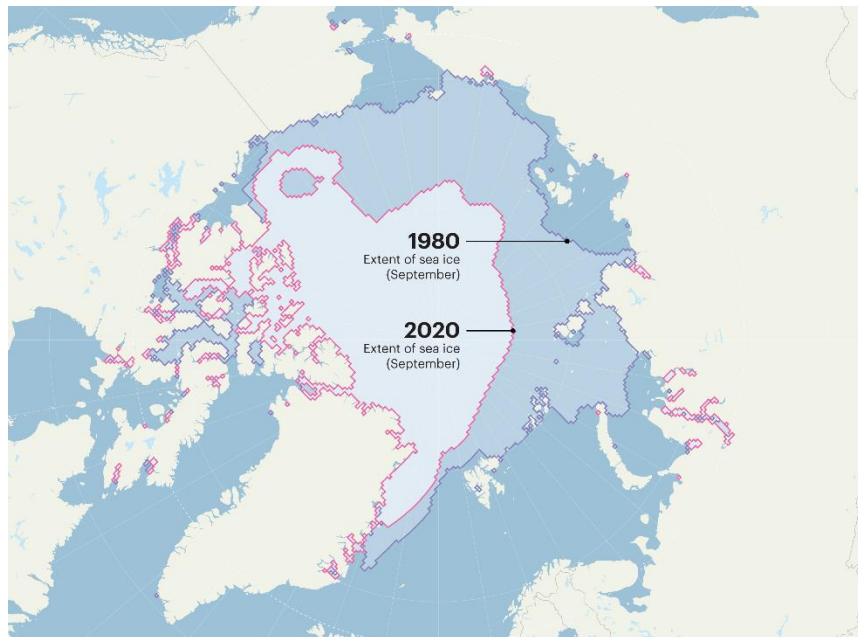 1980
Extent of sea ice
(September)
2020
Extent of sea ice
(September)